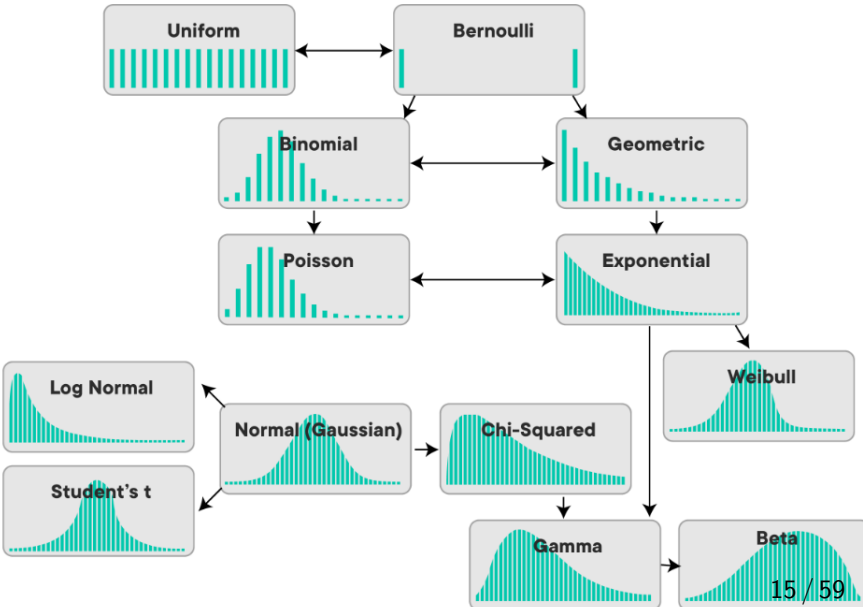 Uniform
Bernoulli
Binomial
Geometric
Poisson
Exponential
Log Normal
Weibull
Normal (Gaussian)
Chi-Squared
Student's t
Gamma
Beta
15 / 59